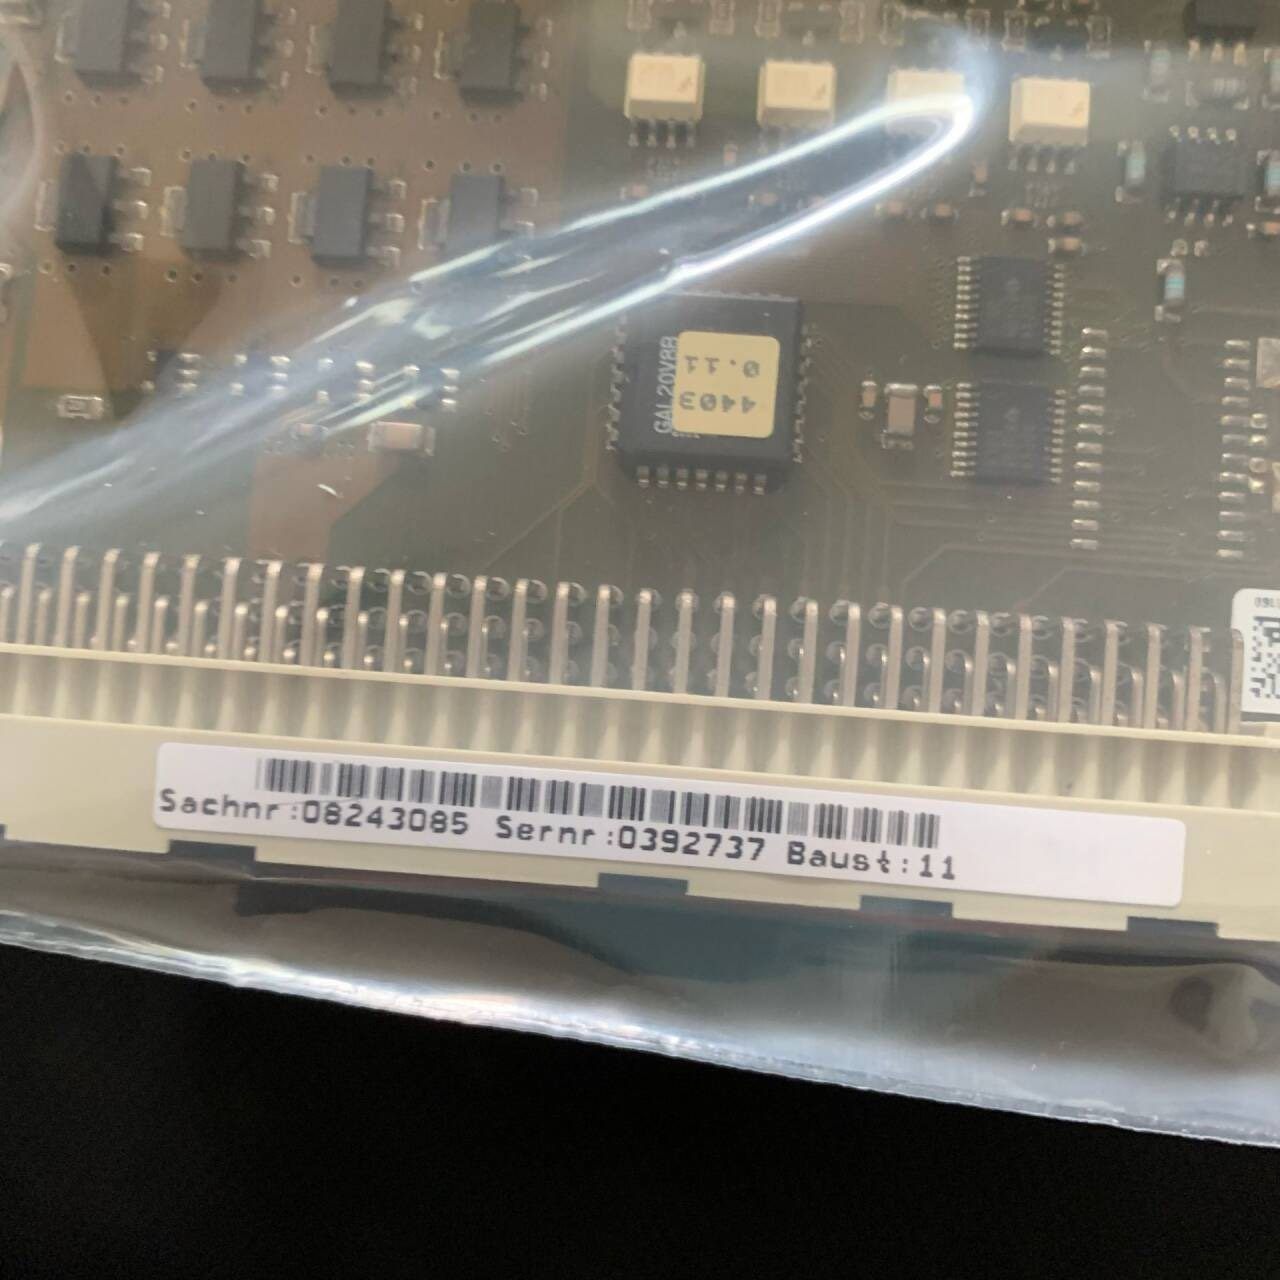 GAL20V8B
4403
0.11
Sachnr:08243085 Sernr:0392737 Baust:11